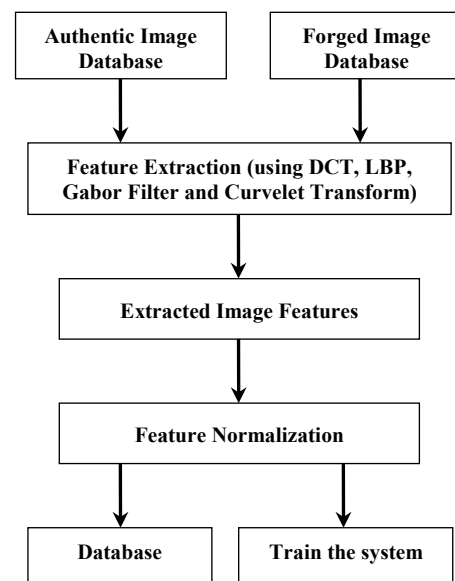 Authentic Image
Database
Forged Image
Database
Feature Extraction (using DCT, LBP,
Gabor Filter and Curvelet Transform)
Extracted Image Features
Feature Normalization
Database
Train the system